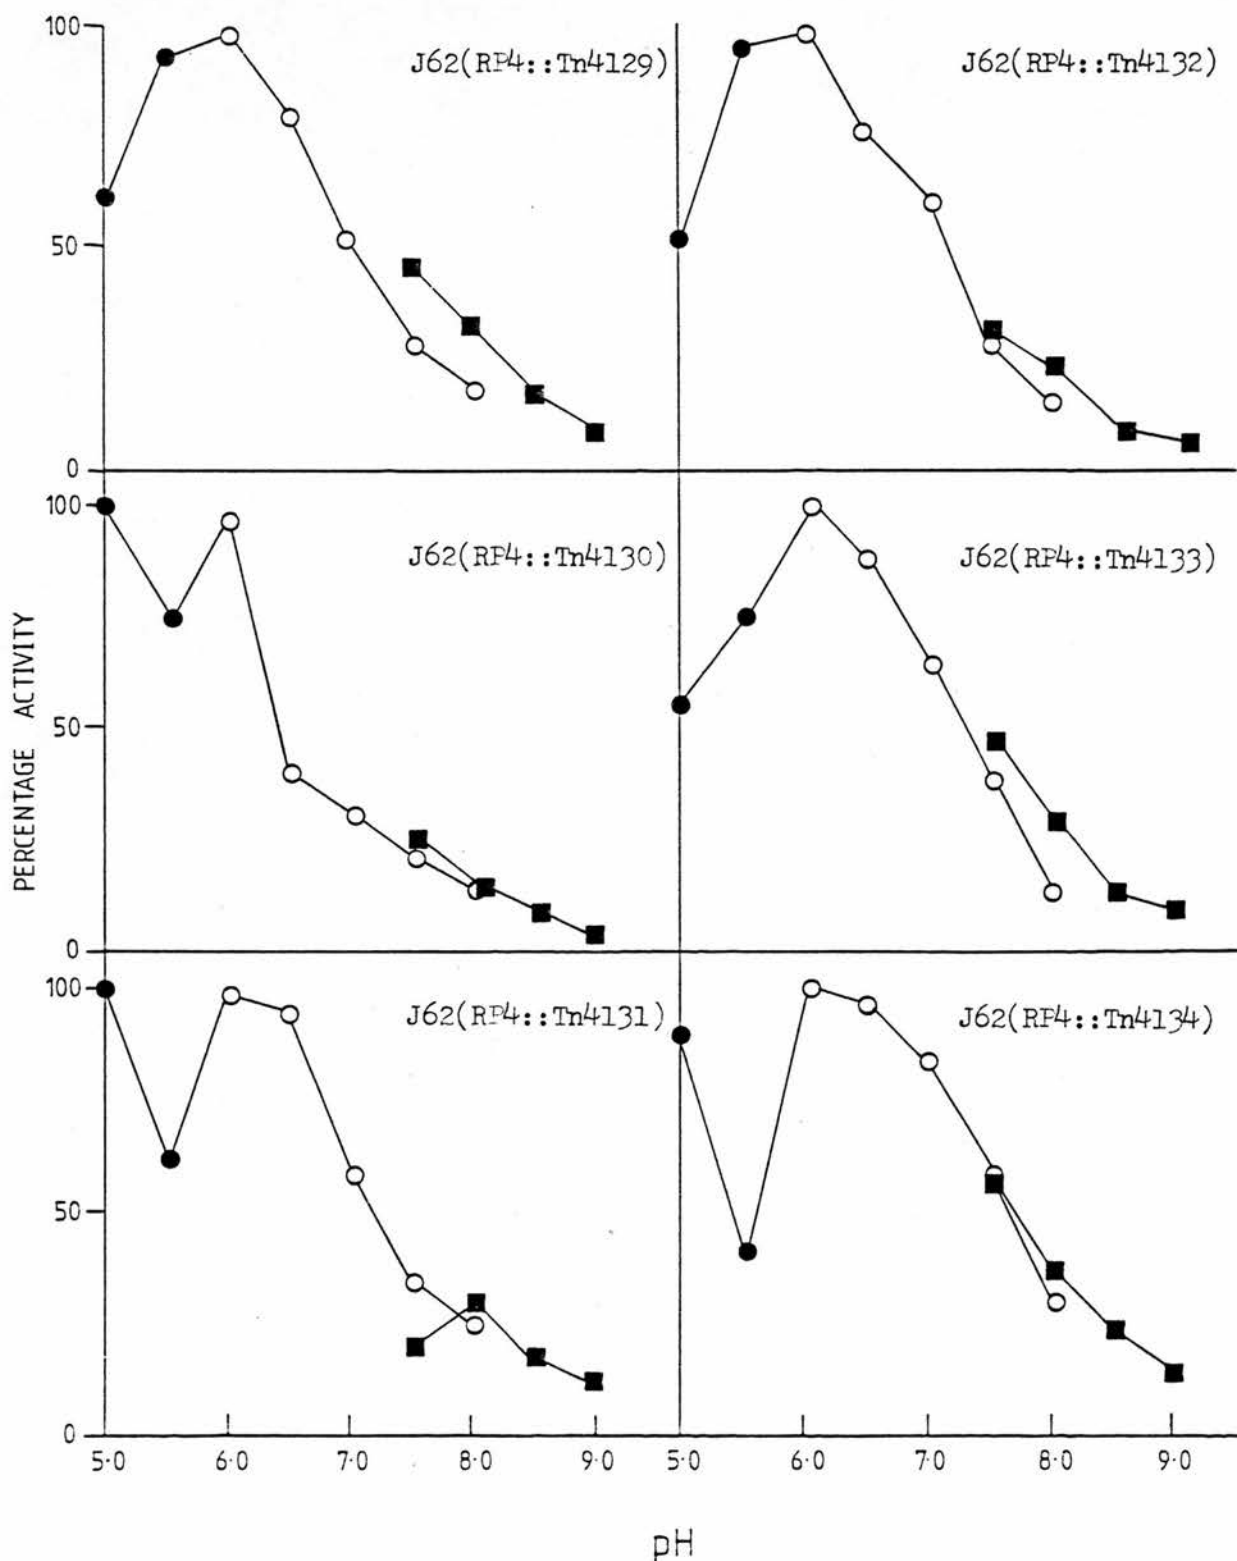 100
J62(RP4::Tn4129)
J62(RP4::Tn4132)
50
0
100
J62(RP4::Tn4130)
J62(RP4::Tn4133)
50
0
100
J62(RP4::Tn4131)
J62(RP4::Tn4134)
50
0
5·0 6·0 7·0 8·0 9·0
5·0 6·0 7·0 8·0 9·0
PERCENTAGE ACTIVITY
pH